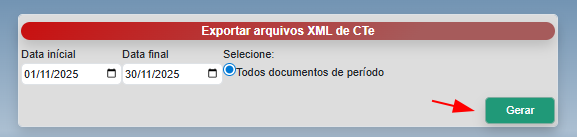 Exportar arquivos XML de CTe
Data inícial Data final Selecione:
01/11/2025 30/11/2025 Todos documentos de período
Gerar